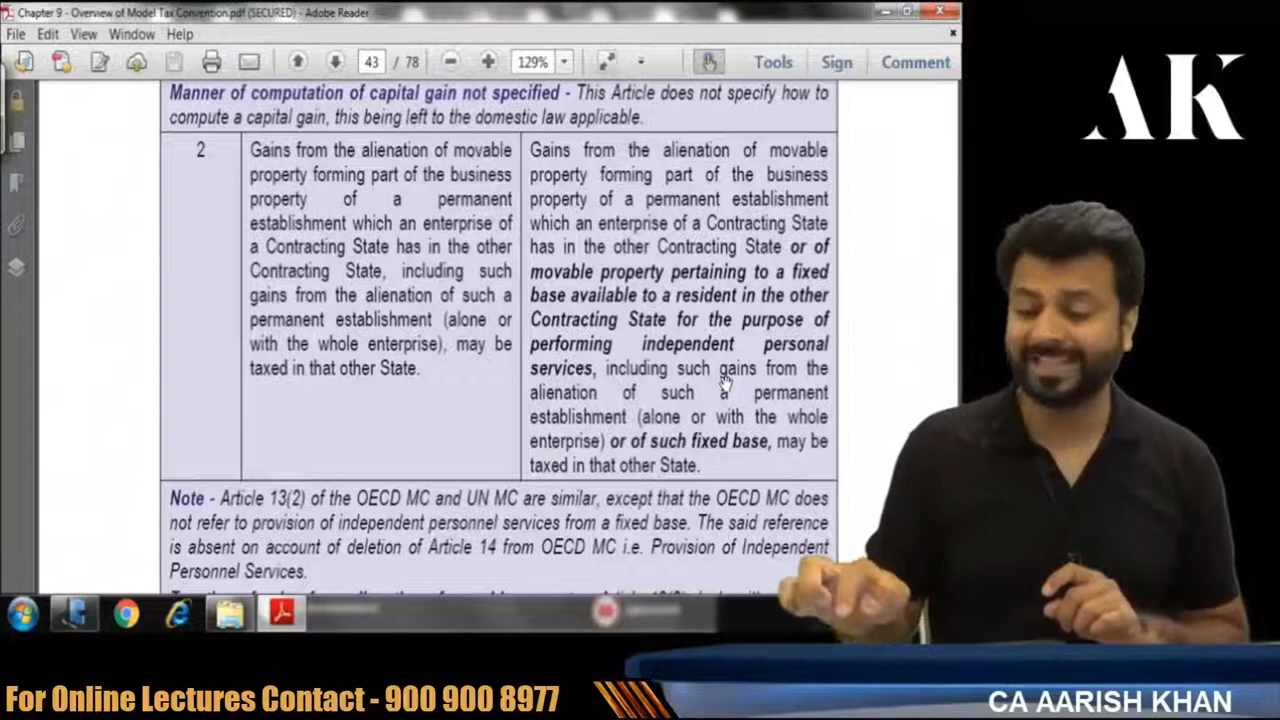 Chapter 9 - Overview of Model Tax Convention.pdf (SECURED) - Adobe Reader
File Edit View Window Help
43 / 78 129% Tools Sign Comment
AK
Manner of computation of capital gain not specified - This Article does not specify how to
compute a capital gain, this being left to the domestic law applicable.
2
Gains from the alienation of movable
property forming part of the business
property of a permanent
establishment which an enterprise of
a Contracting State has in the other
Contracting State, including such
gains from the alienation of such a
permanent establishment (alone or
with the whole enterprise), may be
taxed in that other State.
Gains from the alienation of movable
property forming part of the business
property of a permanent establishment
which an enterprise of a Contracting State
has in the other Contracting State or of
movable property pertaining to a fixed
base available to a resident in the other
Contracting State for the purpose of
performing independent personal
services, including such gains from the
alienation of such a permanent
establishment (alone or with the whole
enterprise) or of such fixed base, may be
taxed in that other State.
Note - Article 13(2) of the OECD MC and UN MC are similar, except that the OECD MC does
not refer to provision of independent personnel services from a fixed base. The said reference
is absent on account of deletion of Article 14 from OECD MC i.e. Provision of Independent
Personnel Services.
For Online Lectures Contact - 900 900 8977
CA AARISH KHAN